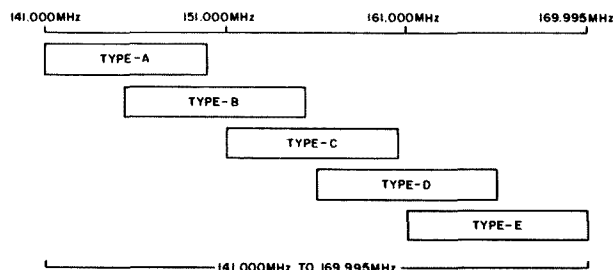 141.000MHz 151.000MHz 161.000MHz 169.995MHz
TYPE-A
TYPE-B
TYPE-C
TYPE-D
TYPE-E
141.000MHz TO 169.995MHz